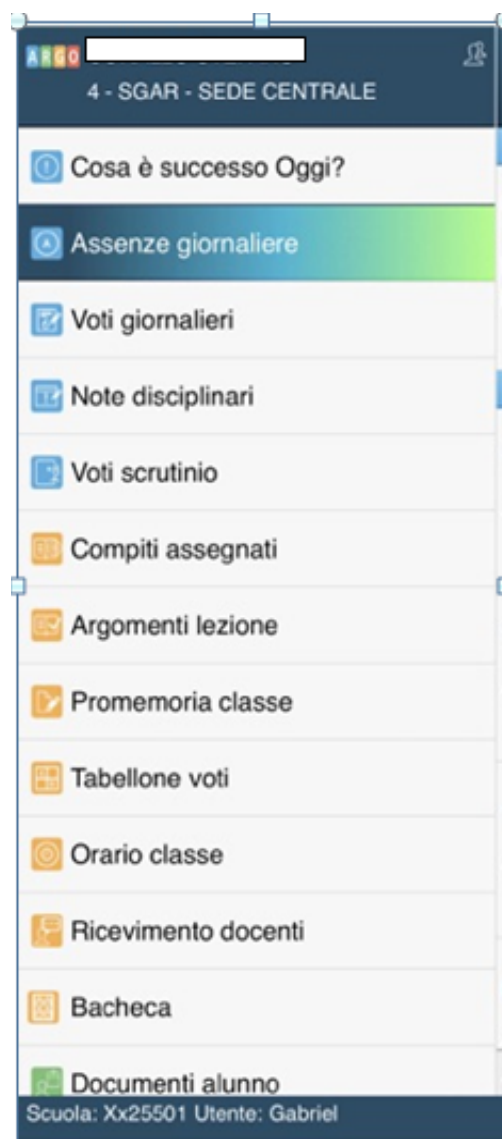 ARGO
4 - SGAR - SEDE CENTRALE
Cosa è successo Oggi?
Assenze giornaliere
Voti giornalieri
Note disciplinari
Voti scrutinio
Compiti assegnati
Argomenti lezione
Promemoria classe
Tabellone voti
Orario classe
Ricevimento docenti
Bacheca
Documenti alunno
Scuola: Xx25501 Utente: Gabriel